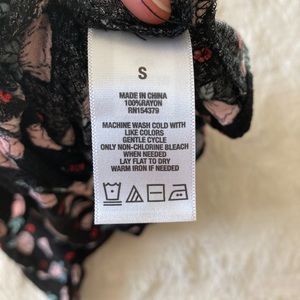 S
MADE IN CHINA
100%RAYON
RN154379
MACHINE WASH COLD WITH
LIKE COLORS
GENTLE CYCLE
ONLY NON-CHLORINE BLEACH
WHEN NEEDED
LAY FLAT TO DRY
WARM IRON IF NEEDED